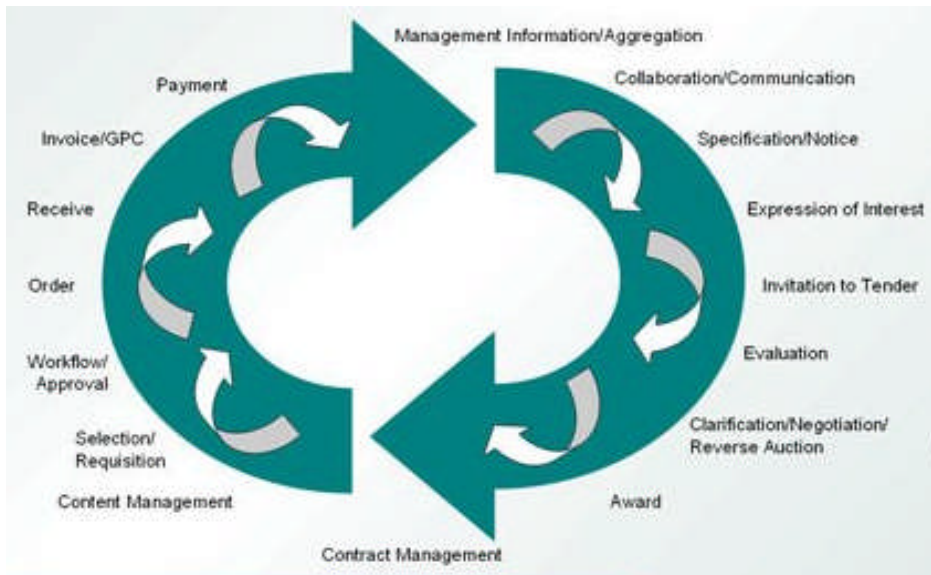 Management Information/Aggregation
Collaboration/Communication
Specification/Notice
Expression of Interest
Invitation to Tender
Evaluation
Clarification/Negotiation/
Reverse Auction
Award
Contract Management
Content Management
Selection/
Requisition
Workflow/
Approval
Order
Receive
Invoice/GPC
Payment